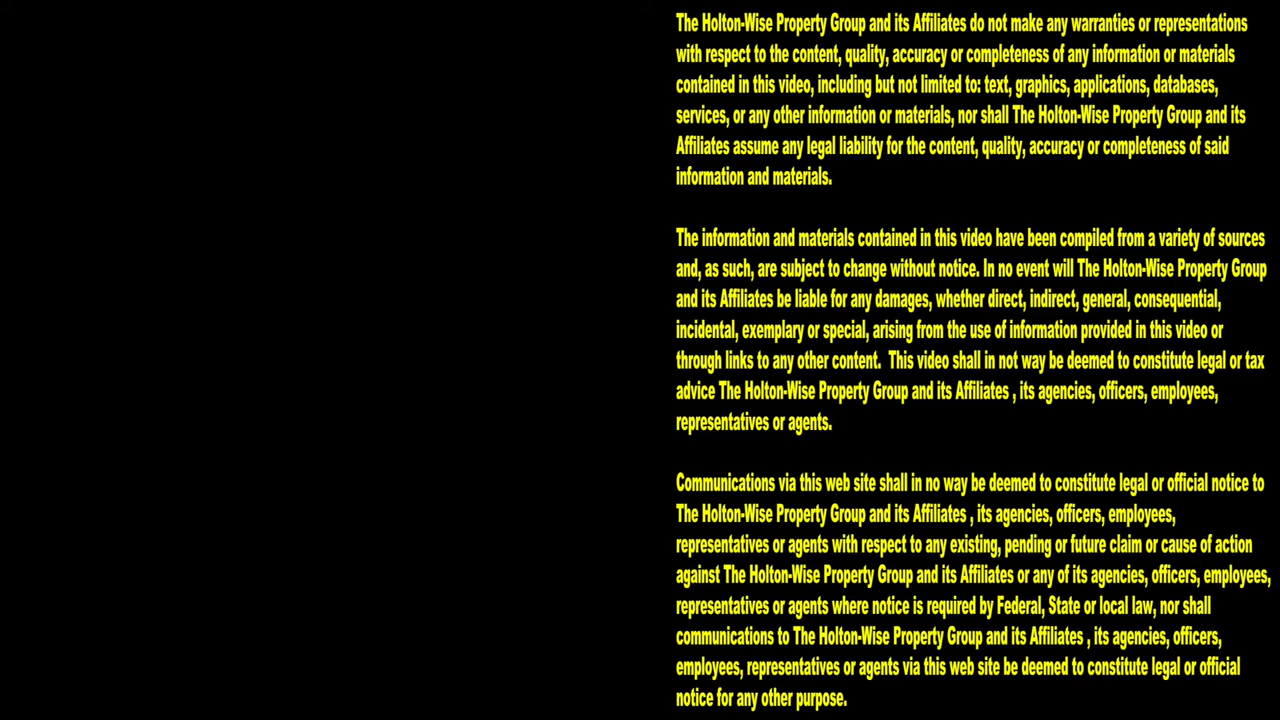 The Holton-Wise Property Group and its Affiliates do not make any warranties or representations
with respect to the content, quality, accuracy or completeness of any information or materials
contained in this video, including but not limited to: text, graphics, applications, databases,
services, or any other information or materials, nor shall The Holton-Wise Property Group and its
Affiliates assume any legal liability for the content, quality, accuracy or completeness of said
information and materials.
The information and materials contained in this video have been compiled from a variety of sources
and, as such, are subject to change without notice. In no event will The Holton-Wise Property Group
and its Affiliates be liable for any damages, whether direct, indirect, general, consequential,
incidental, exemplary or special, arising from the use of information provided in this video or
through links to any other content.  This video shall in not way be deemed to constitute legal or tax
advice The Holton-Wise Property Group and its Affiliates , its agencies, officers, employees,
representatives or agents.
Communications via this web site shall in no way be deemed to constitute legal or official notice to
The Holton-Wise Property Group and its Affiliates , its agencies, officers, employees,
representatives or agents with respect to any existing, pending or future claim or cause of action
against The Holton-Wise Property Group and its Affiliates or any of its agencies, officers, employees,
representatives or agents where notice is required by Federal, State or local law, nor shall
communications to The Holton-Wise Property Group and its Affiliates , its agencies, officers,
employees, representatives or agents via this web site be deemed to constitute legal or official
notice for any other purpose.